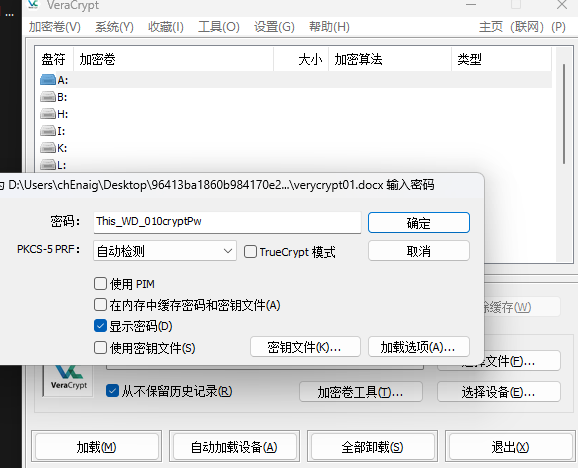 ...
VeraCrypt
加密卷(V) 系统(Y) 收藏(I) 工具(O) 设置(G) 帮助(H) 主页 (联网) (P)
盘符 加密卷 大小 加密算法 类型
A:
B:
H:
I:
K:
L:
D:\Users\chEnaig\Desktop\96413ba1860b984170e2...\verycrypt01.docx 输入密码
密码: This_WD_010cryptPw 确定
PKCS-5 PRF: 自动检测 TrueCrypt 模式 取消
使用 PIM
在内存中缓存密码和密钥文件(A)
显示密码(D)
使用密钥文件(S) 密钥文件(K)... 加载选项(A)...
除缓存(W)
选择文件(F)...
VeraCrypt
从不保留历史记录(R) 加密卷工具(T)... 选择设备(E)...
加载(M) 自动加载设备(A) 全部卸载(S) 退出(X)